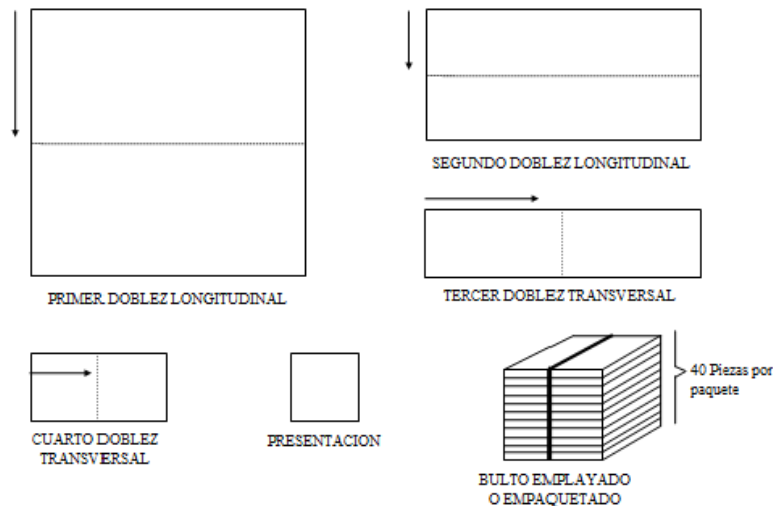 PRIMER DOBLEZ LONGITUDINAL
SEGUNDO DOBLEZ LONGITUDINAL
TERCER DOBLEZ TRANSVERSAL
CUARTO DOBLEZ
TRANSVERSAL
PRESENTACION
40 Piezas por
paquete
BULTO EMPLAYADO
O EMPAQUETADO